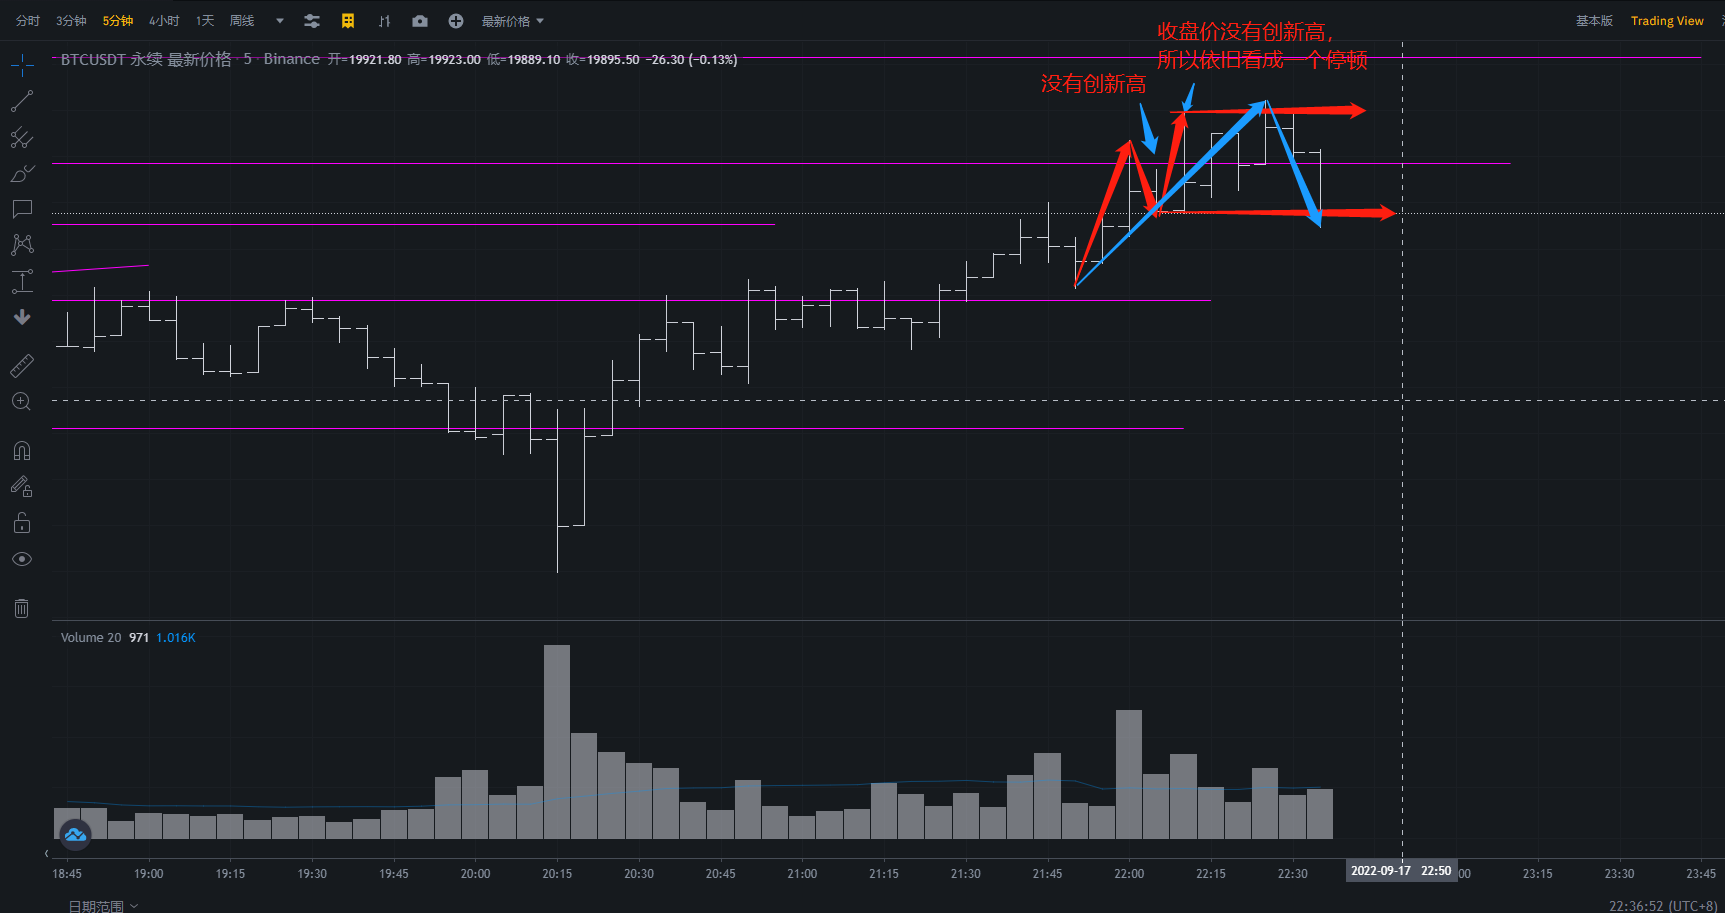 分时 3分钟 5分钟 4小时 1天 周线 最新价格 基本版 Trading View
收盘价没有创新高,
BTCUSDT 永续 最新价格 · 5 · Binance 开=19921.80 高=19923.00 低=19889.10 收=19895.50 −26.30 (−0.13%)
所以依旧看成一个停顿
没有创新高
Volume 20 971 1.016K
18:45 19:00 19:15 19:30 19:45 20:00 20:15 20:30 20:45 21:00 21:15 21:30 21:45 22:00 22:15 22:30 2022-09-17 22:50 :00 23:15 23:30 23:45
日期范围 22:36:52 (UTC+8)